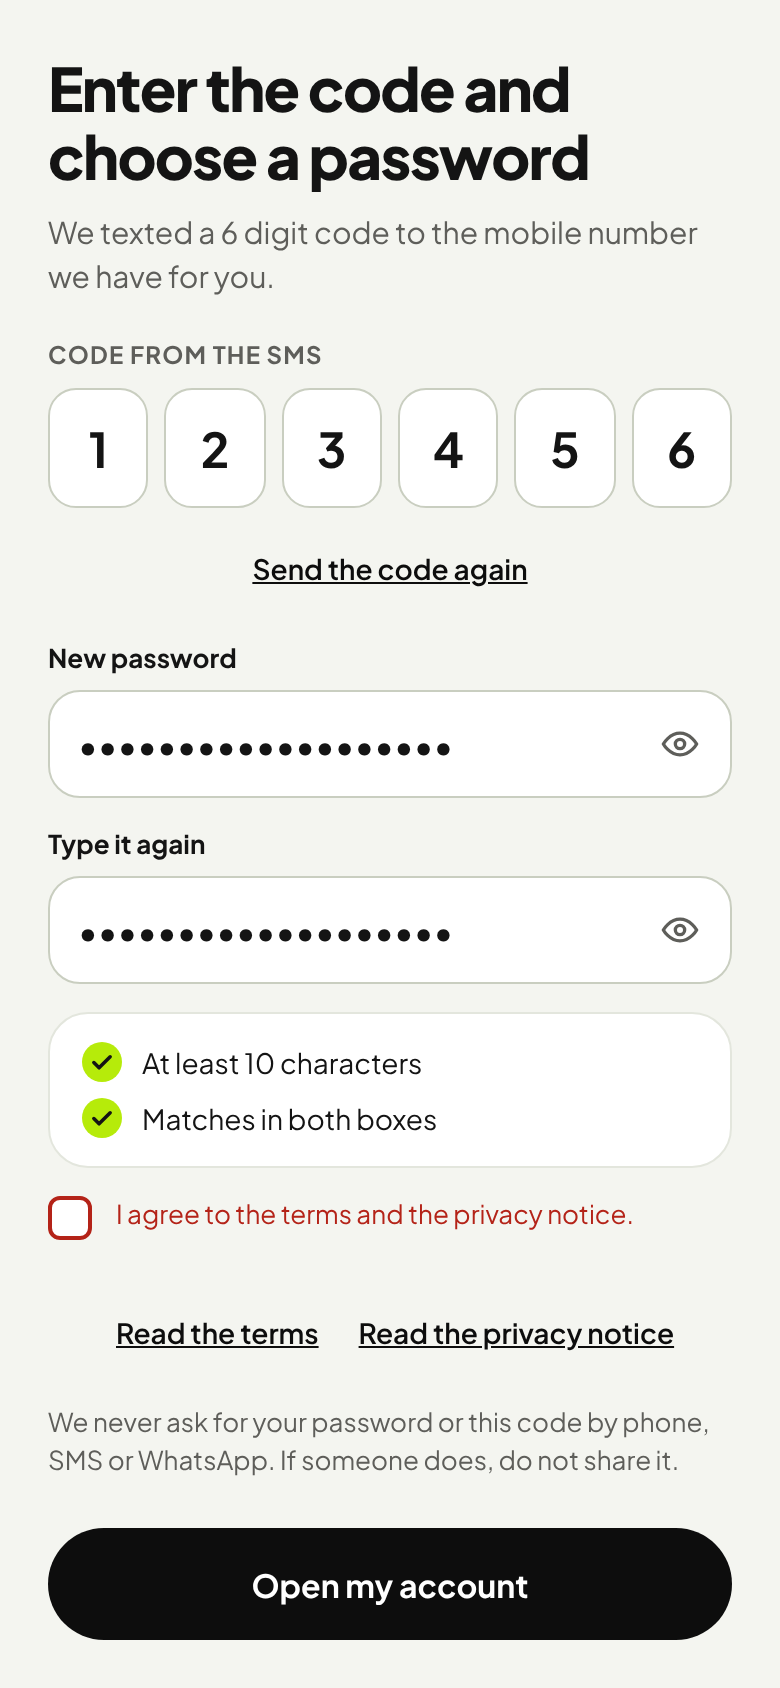 Enter the code and
choose a password
We texted a 6 digit code to the mobile number
we have for you.
CODE FROM THE SMS
1 2 3 4 5 6
Send the code again
New password
•••••••••••••••••••
Type it again
•••••••••••••••••••
At least 10 characters
Matches in both boxes
I agree to the terms and the privacy notice.
Read the terms Read the privacy notice
We never ask for your password or this code by phone,
SMS or WhatsApp. If someone does, do not share it.
Open my account